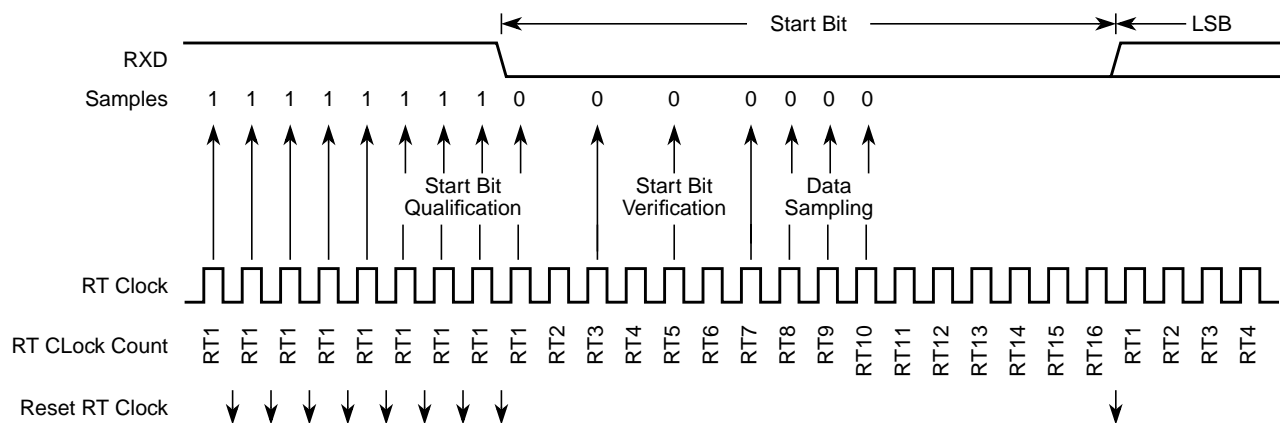 Start Bit LSB
RXD
Samples 1 1 1 1 1 1 1 1 0 0 0 0 0 0 0
Start Bit Start Bit Data
Qualification Verification Sampling
RT Clock
RT CLock Count RT1 RT1 RT1 RT1 RT1 RT1 RT1 RT1 RT1 RT2 RT3 RT4 RT5 RT6 RT7 RT8 RT9 RT10 RT11 RT12 RT13 RT14 RT15 RT16 RT1 RT2 RT3 RT4
Reset RT Clock